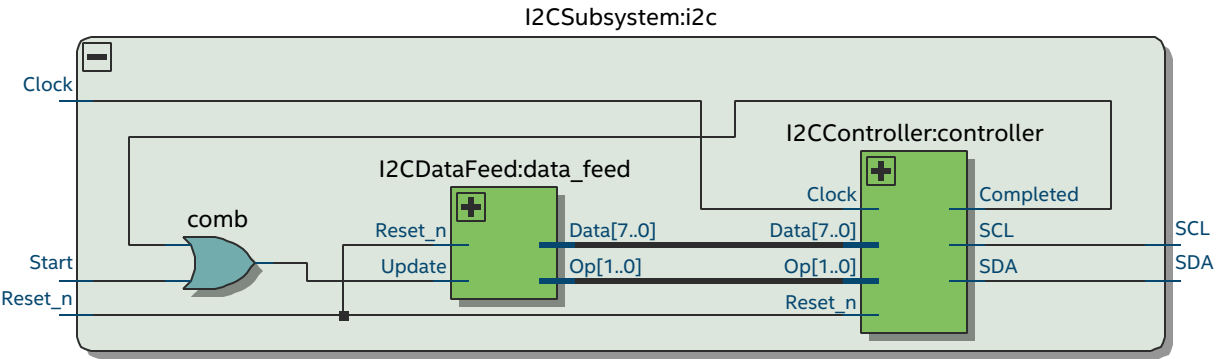 I2CSubsystem:i2c
Clock
I2CController:controller
I2CDataFeed:data_feed
Clock
Completed
comb
Reset_n
Data[7..0]
Data[7..0]
SCL
SCL
Start
Update
Op[1..0]
Op[1..0]
SDA
SDA
Reset_n
Reset_n